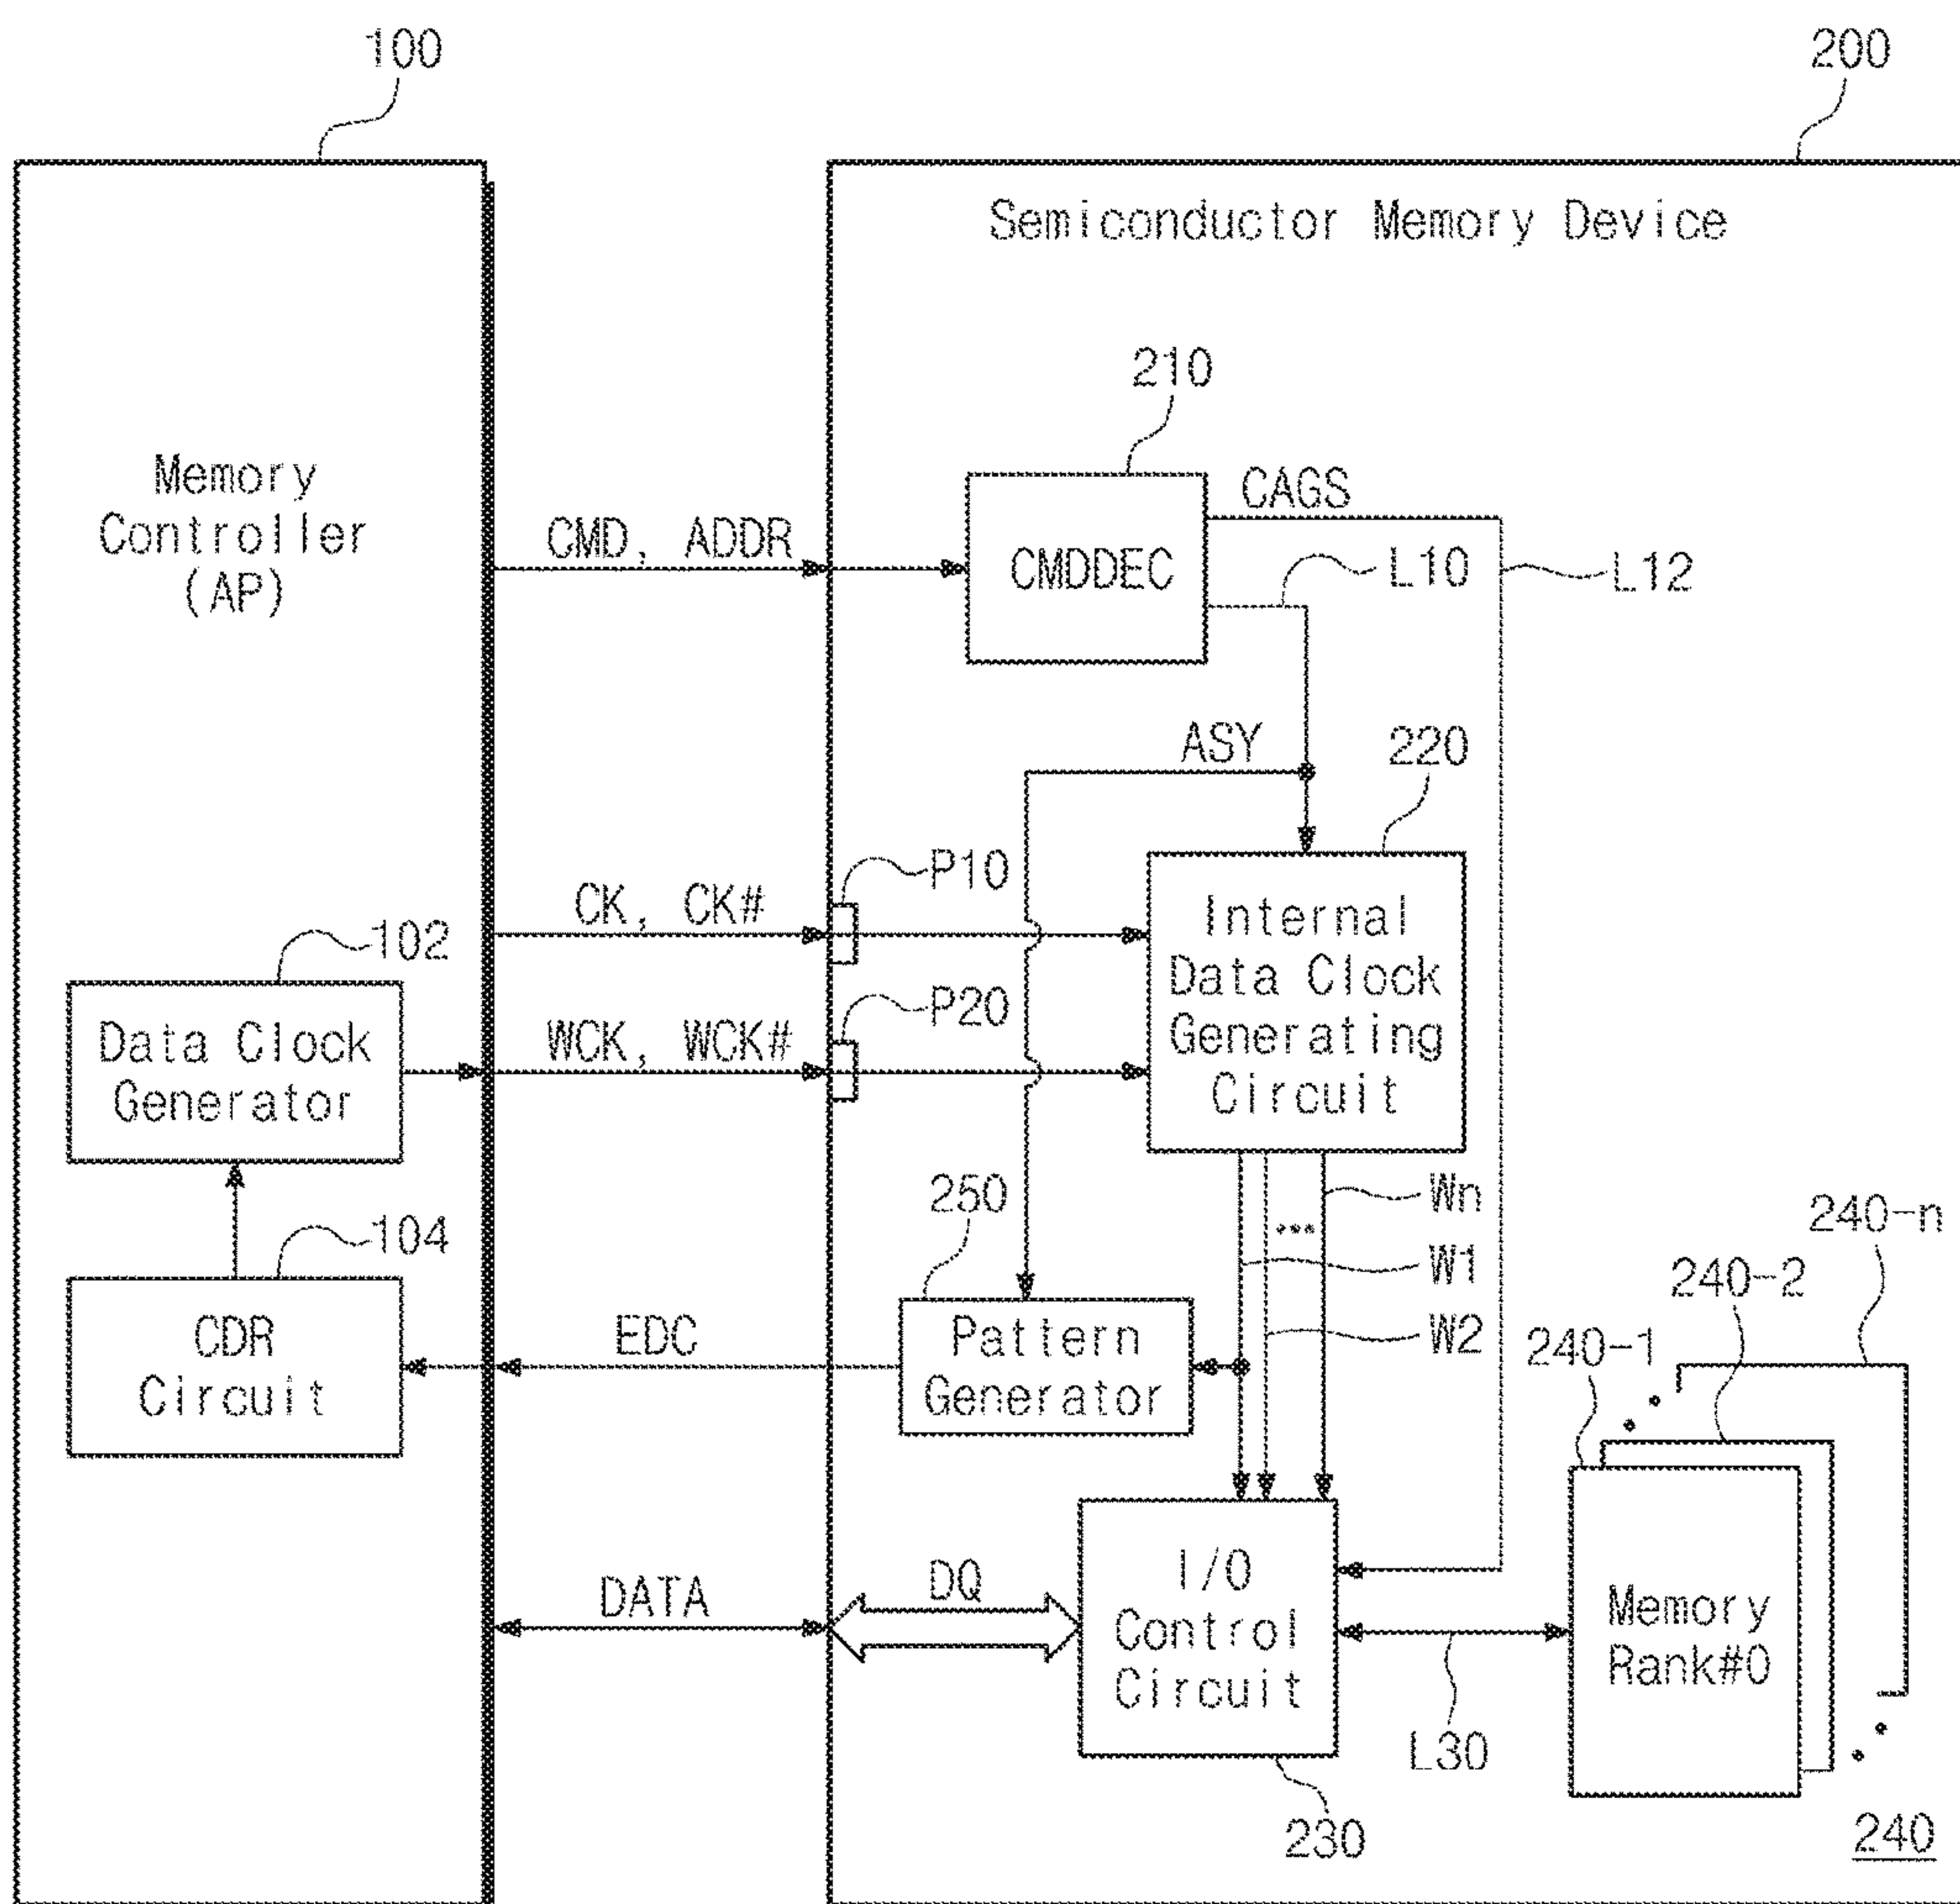 100
200
Semiconductor Memory Device
210
Memory
Controller
(AP)
CMD, ADDR
CMDDEC
CAGS
L10
L12
ASY
220
P10
CK, CK#
102
Data Clock
Generator
WCK, WCK#
P20
Internal
Data Clock
Generating
Circuit
250
Wn
...
W1
W2
104
CDR
Circuit
EDC
Pattern
Generator
240-n
240-2
240-1
DATA
DQ
I/O
Control
Circuit
Memory
Rank#0
L30
230
240